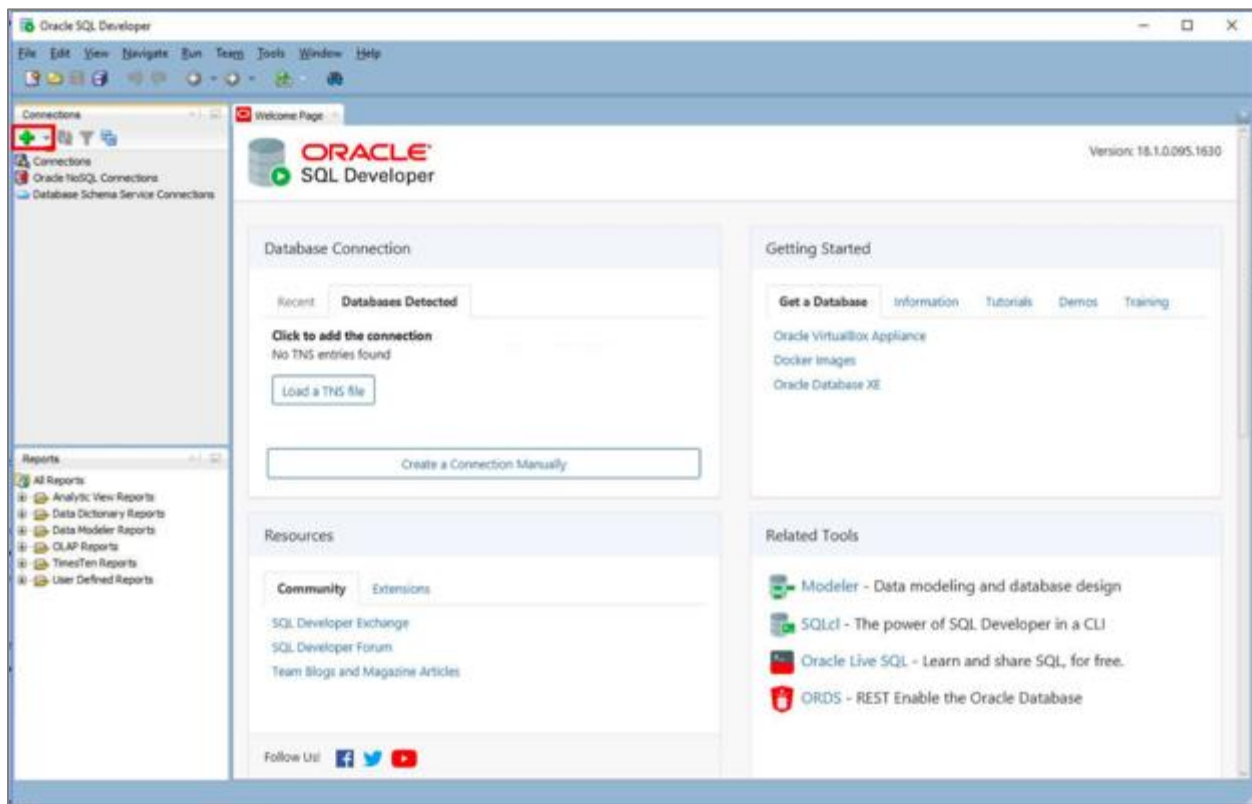 Oracle SQL Developer
File Edit View Navigate Run Team Tools Window Help
Connections
Connections
Oracle NoSQL Connections
Database Schema Service Connections
Reports
All Reports
Analytic View Reports
Data Dictionary Reports
Data Modeler Reports
OLAP Reports
TimesTen Reports
User Defined Reports
Welcome Page
ORACLE
SQL Developer
Version: 18.1.0.095.1630
Database Connection
Recent Databases Detected
Click to add the connection
No TNS entries found
Load a TNS file
Create a Connection Manually
Getting Started
Get a Database Information Tutorials Demos Training
Oracle VirtualBox Appliance
Docker Images
Oracle Database XE
Resources
Community Extensions
SQL Developer Exchange
SQL Developer Forum
Team Blogs and Magazine Articles
Follow Us!
Related Tools
Modeler - Data modeling and database design
SQLcl - The power of SQL Developer in a CLI
Oracle Live SQL - Learn and share SQL, for free.
ORDS - REST Enable the Oracle Database